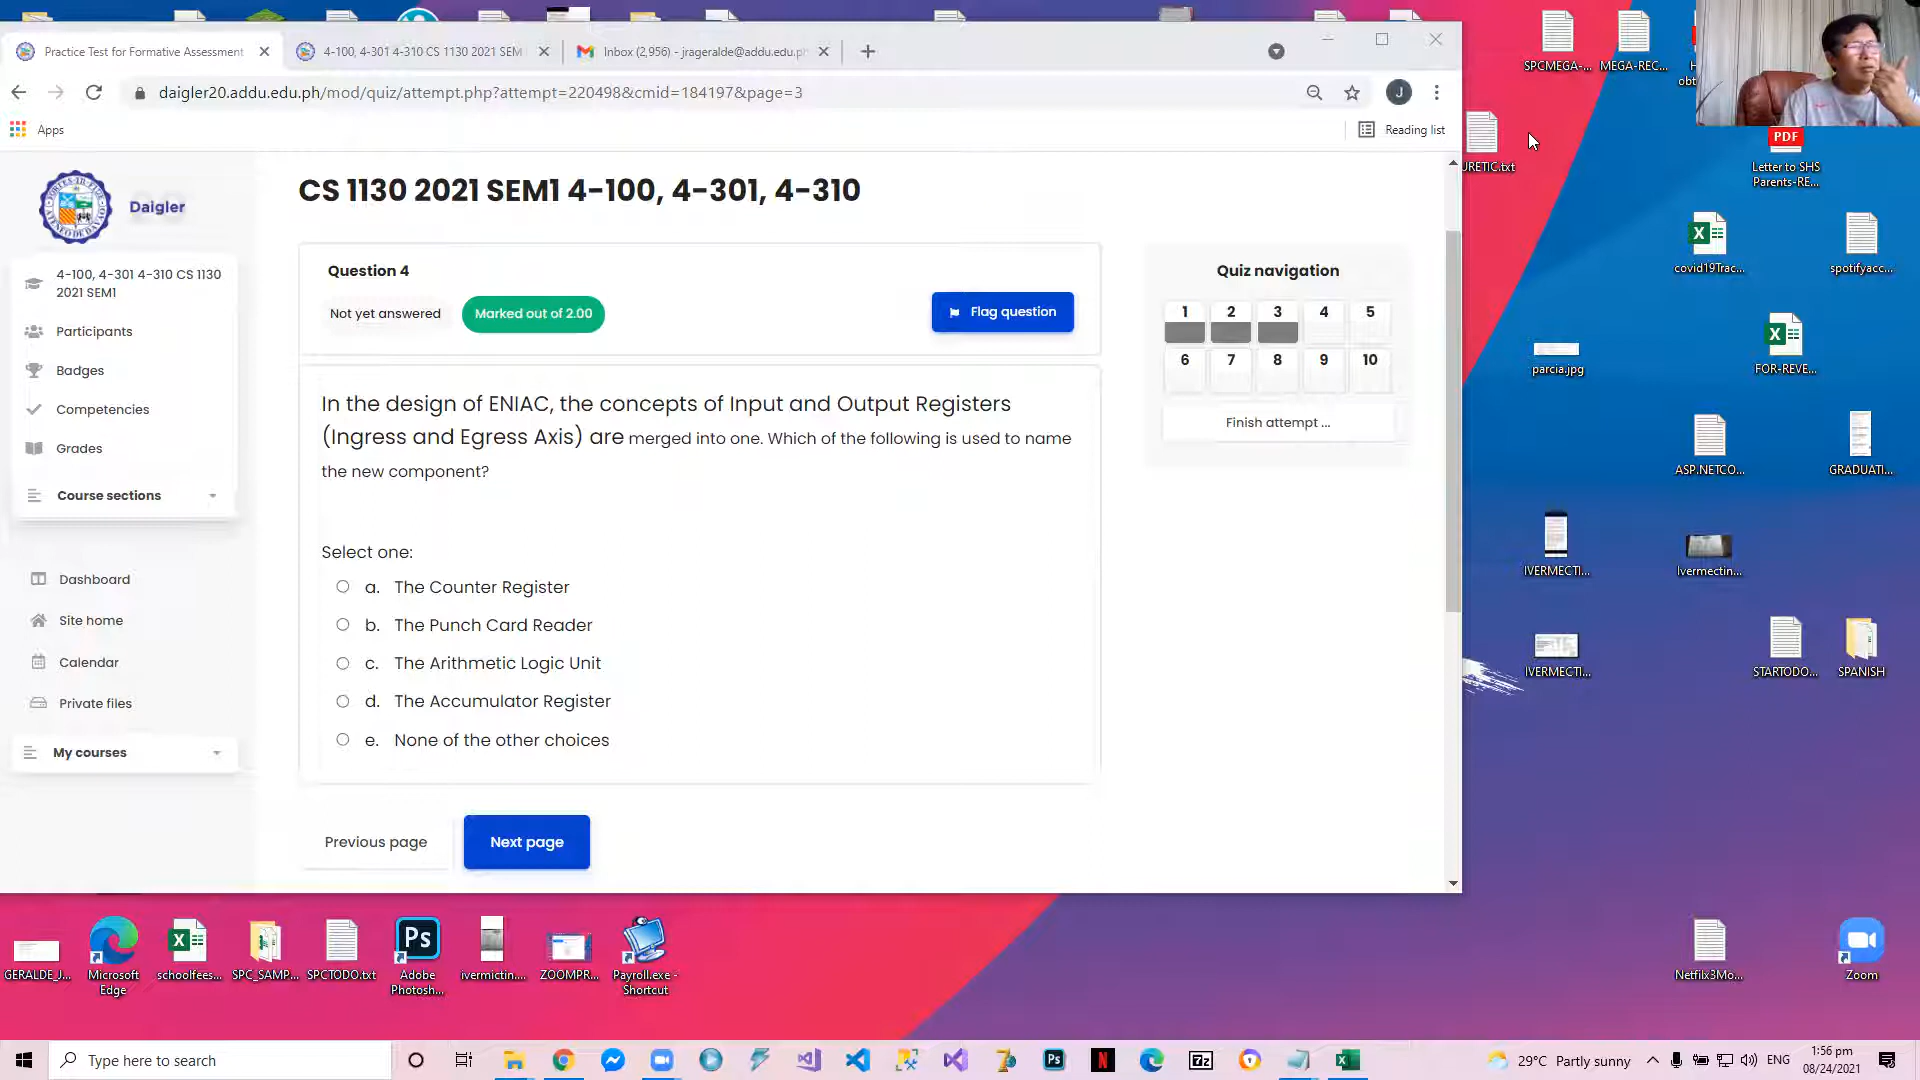 Practice Test for Formative Assessment
4-100, 4-301 4-310 CS 1130 2021 SEM
Inbox (2,956) - jrageralde@addu.edu.p
daigler20.addu.edu.ph/mod/quiz/attempt.php?attempt=220498&cmid=184197&page=3
J
Apps
Reading list
Daigler
4-100, 4-301 4-310 CS 1130
2021 SEM1
Participants
Badges
Competencies
Grades
Course sections
Dashboard
Site home
Calendar
Private files
My courses
CS 1130 2021 SEM1 4-100, 4-301, 4-310
Question 4
Not yet answered
Marked out of 2.00
Flag question
In the design of ENIAC, the concepts of Input and Output Registers
(Ingress and Egress Axis) are merged into one. Which of the following is used to name
the new component?
Select one:
a. The Counter Register
b. The Punch Card Reader
c. The Arithmetic Logic Unit
d. The Accumulator Register
e. None of the other choices
Previous page
Next page
Quiz navigation
1 2 3 4 5
6 7 8 9 10
Finish attempt ...
SPCMEGA-...
MEGA-REC...
URETIC.txt
PDF
Letter to SHS
Parents-RE...
covid19Trac...
spotifyacc...
parcia.jpg
FOR-REVE...
ASP.NETCO...
GRADUATI...
IVERMECTI...
Ivermectin...
IVERMECTI...
STARTODO...
SPANISH
GERALDE_J...
Microsoft
Edge
schoolfees...
SPC_SAMP...
SPCTODO.txt
Ps
Adobe
Photosh...
ivermictin...
ZOOMPR...
Payroll.exe -
Shortcut
Netflix3Mo...
Zoom
Type here to search
29°C Partly sunny
ENG
1:56 pm
08/24/2021